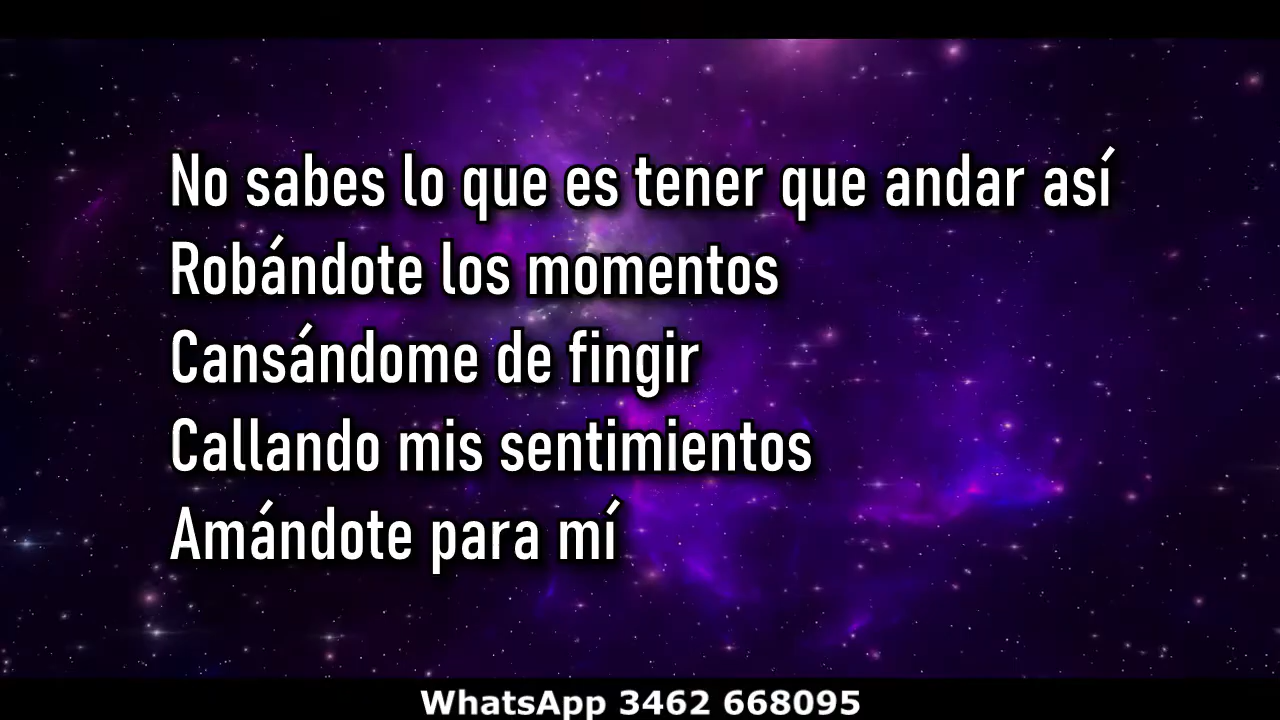 No sabes lo que es tener que andar así
Robándote los momentos
Cansándome de fingir
Callando mis sentimientos
Amándote para mí
WhatsApp 3462 668095